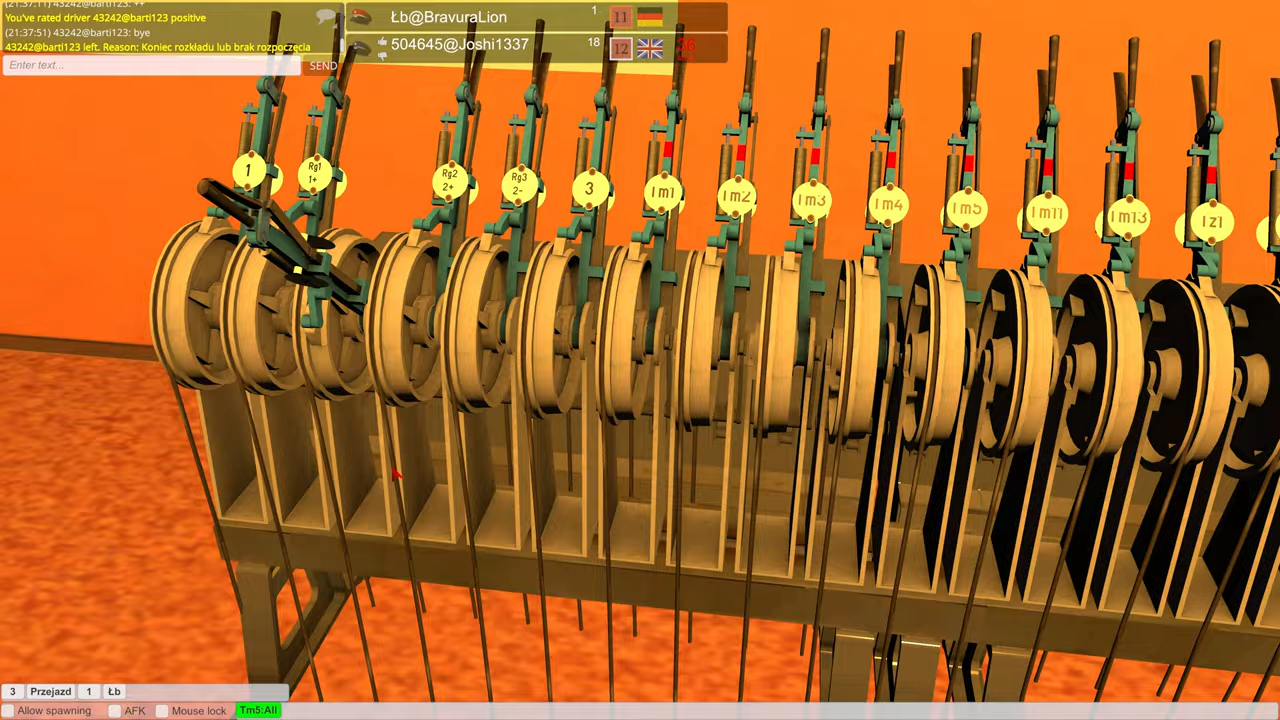 (21:37:11) 43242@barti123: ++
You've rated driver 43242@barti123 positive
(21:37:51) 43242@barti123: bye
43242@barti123 left. Reason: Koniec rozkładu lub brak rozpoczęcia
Enter text...
SEND
Łb@BravuraLion 1 11
504645@Joshi1337 18 12
1
Rg1
1+
Rg2
2+
Rg3
2-
3
Im1
Im2
Im3
Im4
Im5
Im11
Im13
Iz1
3 Przejazd 1 Łb
Allow spawning AFK Mouse lock Tm5:All